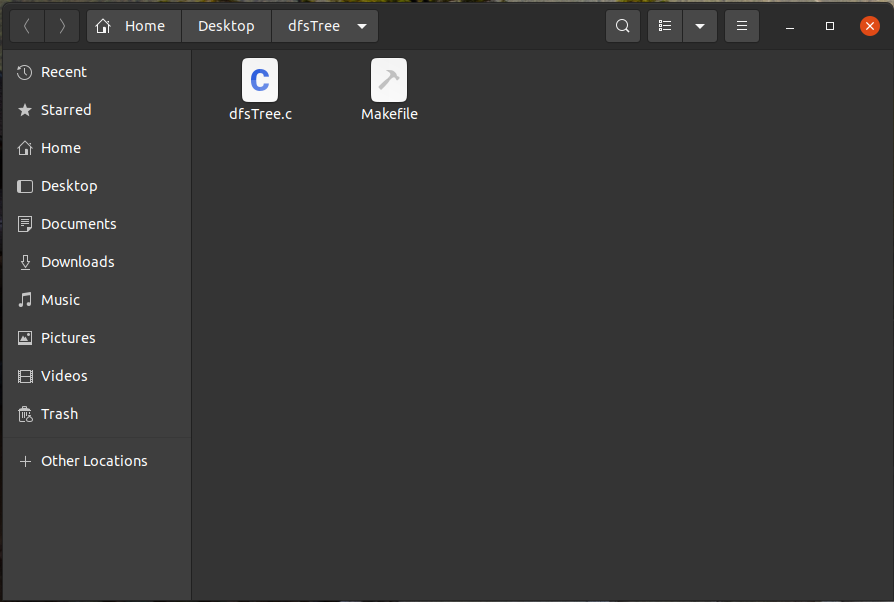 Home Desktop dfsTree
Recent
Starred
Home
Desktop
Documents
Downloads
Music
Pictures
Videos
Trash
Other Locations
C
dfsTree.c Makefile